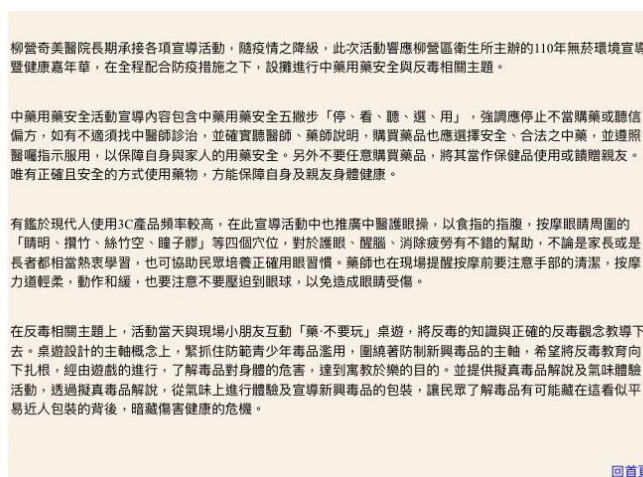 柳營奇美醫院長期承接各項宣導活動，隨疫情之降級，此次活動響應柳營區衛生所主辦的110年無菸環境宣導
暨健康嘉年華，在全程配合防疫措施之下，設攤進行中藥用藥安全與反毒相關主題。
中藥用藥安全活動宣導內容包含中藥用藥安全五撇步「停、看、聽、選、用」，強調應停止不當購藥或聽信
偏方，如有不適須找中醫師診治，並確實聽醫師、藥師說明，購買藥品也應選擇安全、合法之中藥，並遵照
醫囑指示服用，以保障自身與家人的用藥安全。另外不要任意購買藥品，將其當作保健品使用或饋贈親友。
唯有正確且安全的方式使用藥物，方能保障自身及親友身體健康。
有鑑於現代人使用3C產品頻率較高，在此宣導活動中也推廣中醫護眼操，以食指的指腹，按摩眼睛周圍的
「睛明、攢竹、絲竹空、瞳子髎」等四個穴位，對於護眼、醒腦、消除疲勞有不錯的幫助，不論是家長或是
長者都相當熱衷學習，也可協助民眾培養正確用眼習慣。藥師也在現場提醒按摩前要注意手部的清潔，按摩
力道輕柔，動作和緩，也要注意不要壓迫到眼球，以免造成眼睛受傷。
在反毒相關主題上，活動當天與現場小朋友互動「藥‧不要玩」桌遊，將反毒的知識與正確的反毒觀念教導下
去。桌遊設計的主軸概念上，緊抓住防範青少年毒品濫用，圍繞著防制新興毒品的主軸，希望將反毒教育向
下扎根，經由遊戲的進行，了解毒品對身體的危害，達到寓教於樂的目的。並提供擬真毒品解說及氣味體驗
活動，透過擬真毒品解說，從氣味上進行體驗及宣導新興毒品的包裝，讓民眾了解毒品有可能藏在這看似平
易近人包裝的背後，暗藏傷害健康的危機。
回首頁